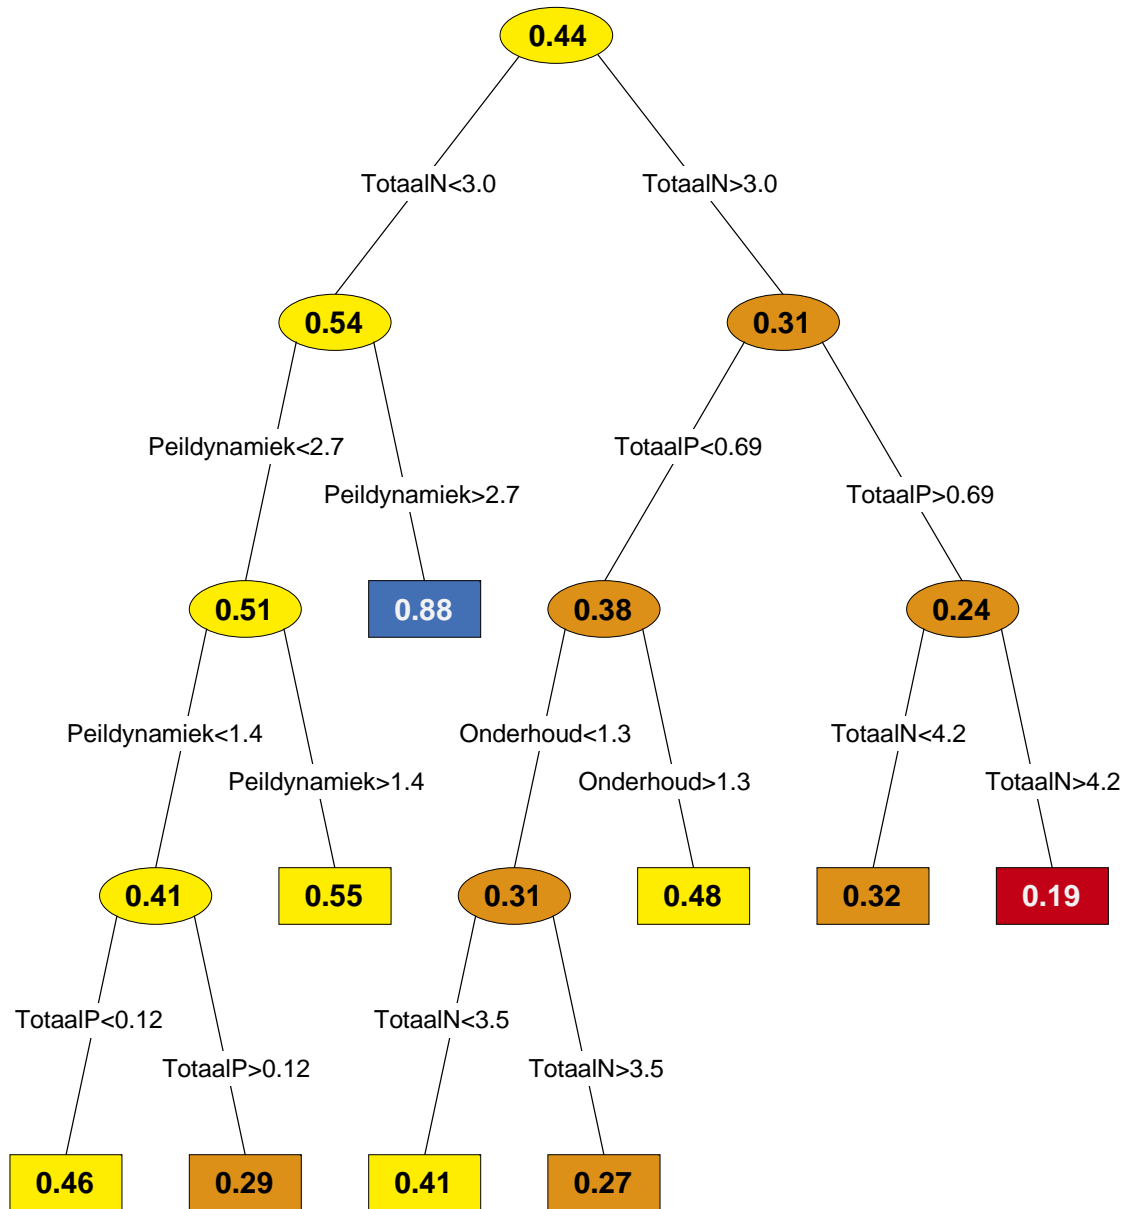 0.44
TotaalN<3.0
TotaalN>3.0
0.54
0.31
Peildynamiek<2.7
TotaalP<0.69
Peildynamiek>2.7
TotaalP>0.69
0.51
0.88
0.38
0.24
Peildynamiek<1.4
Onderhoud<1.3
TotaalN<4.2
Peildynamiek>1.4
Onderhoud>1.3
TotaalN>4.2
0.41
0.55
0.31
0.48
0.32
0.19
TotaalP<0.12
TotaalN<3.5
TotaalP>0.12
TotaalN>3.5
0.46
0.29
0.41
0.27